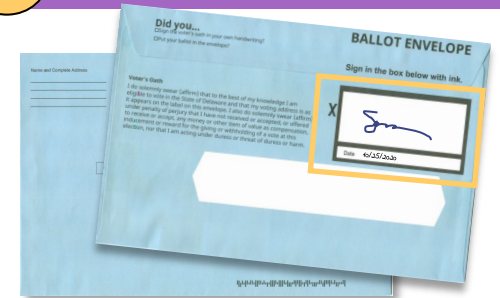 Did you...
□Sign the voter's oath in your own handwriting?
□Put your ballot in the envelope?
BALLOT ENVELOPE
Sign in the box below with ink.
Name and Complete Address
Voter's Oath
I do solemnly swear (affirm) that to the best of my knowledge I am
eligible to vote in the State of Delaware and that my voting address is as
it appears on the label on this envelope. I also do solemnly swear (affirm)
under penalty of perjury that I have not received or accepted, or offered
to receive or accept, any money or other item of value as compensation,
inducement or reward for the giving or withholding of a vote at this
election, nor that I am acting under duress or threat of duress or harm.
X
Date 10/25/2020